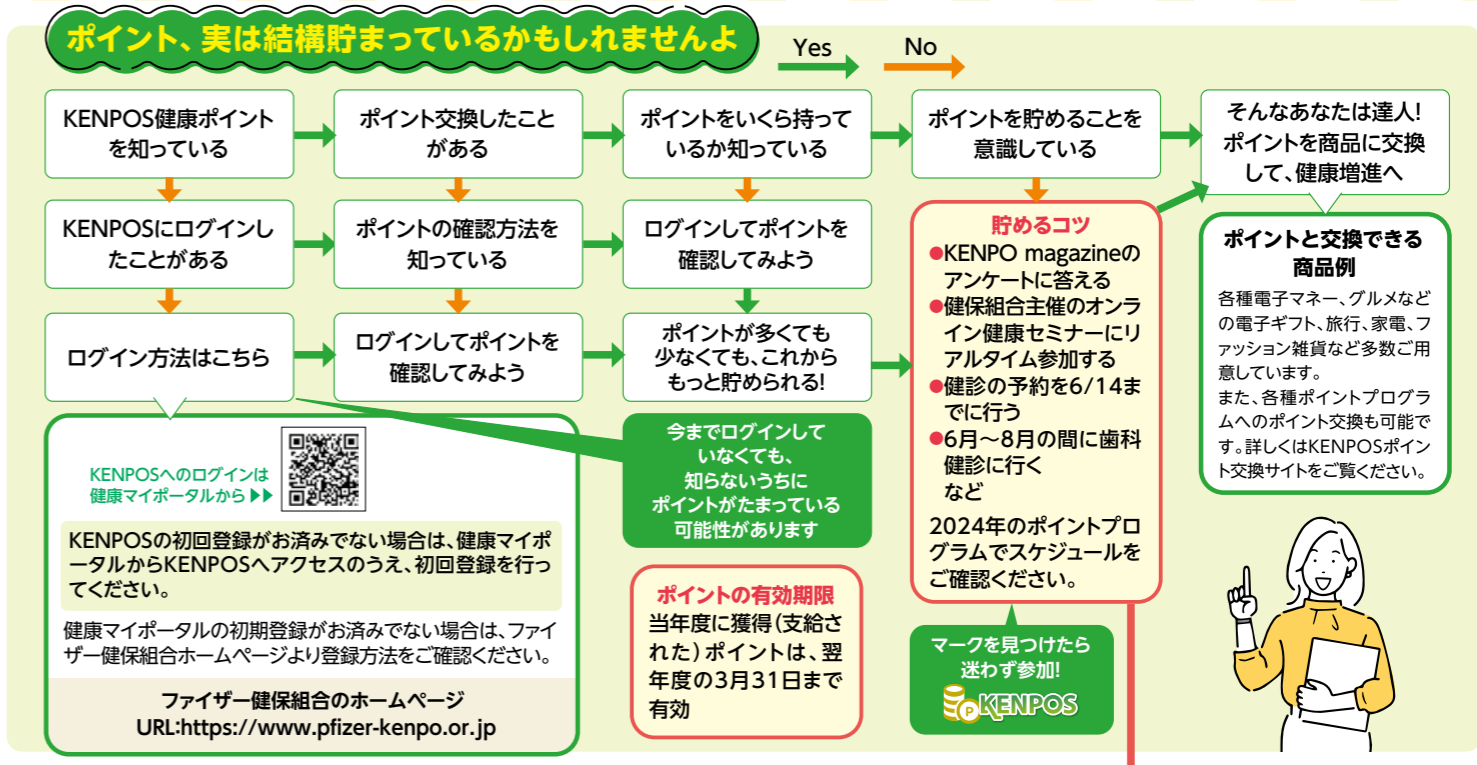 ポイント、実は結構貯まっているかもしれませんよ
Yes
No
KENPOS健康ポイント
を知っている
ポイント交換したこと
がある
ポイントをいくら持って
いるか知っている
ポイントを貯めることを
意識している
そんなあなたは達人!
ポイントを商品に交換
して、健康増進へ
KENPOSにログインし
たことがある
ポイントの確認方法を
知っている
ログインしてポイントを
確認してみよう
ログイン方法はこちら
ログインしてポイントを
確認してみよう
ポイントが多くても
少なくても、これから
もっと貯められる!
貯めるコツ
●KENPO magazineの
アンケートに答える
●健保組合主催のオンラ
イン健康セミナーにリ
アルタイム参加する
●健診の予約を6/14ま
でに行う
●6月～8月の間に歯科
健診に行く
など
2024年のポイントプロ
グラムでスケジュールを
ご確認ください。
ポイントと交換できる
商品例
各種電子マネー、グルメなど
の電子ギフト、旅行、家電、フ
ァッション雑貨など多数ご用
意しています。
また、各種ポイントプログラ
ムへのポイント交換も可能で
す。詳しくはKENPOSポイン
ト交換サイトをご覧ください。
KENPOSへのログインは
健康マイポータルから▶▶
KENPOSの初回登録がお済みでない場合は、健康マイポ
ータルからKENPOSへアクセスのうえ、初回登録を行っ
てください。
健康マイポータルの初期登録がお済みでない場合は、ファイ
ザー健保組合ホームページより登録方法をご確認ください。
ファイザー健保組合のホームページ
URL:https://www.pfizer-kenpo.or.jp
今までログインして
いなくても、
知らないうちに
ポイントがたまっている
可能性があります
ポイントの有効期限
当年度に獲得(支給さ
れた)ポイントは、翌
年度の3月31日まで
有効
マークを見つけたら
迷わず参加!
P KENPOS